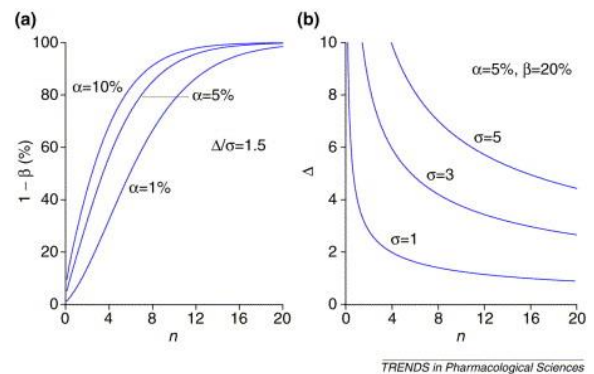 (a)
100
80
60
40
20
0
1 − β (%)
α=10%
α=5%
α=1%
Δ/σ=1.5
0 4 8 12 16 20
n
(b)
10
8
6
4
2
0
Δ
α=5%, β=20%
σ=5
σ=3
σ=1
0 4 8 12 16 20
n
TRENDS in Pharmacological Sciences